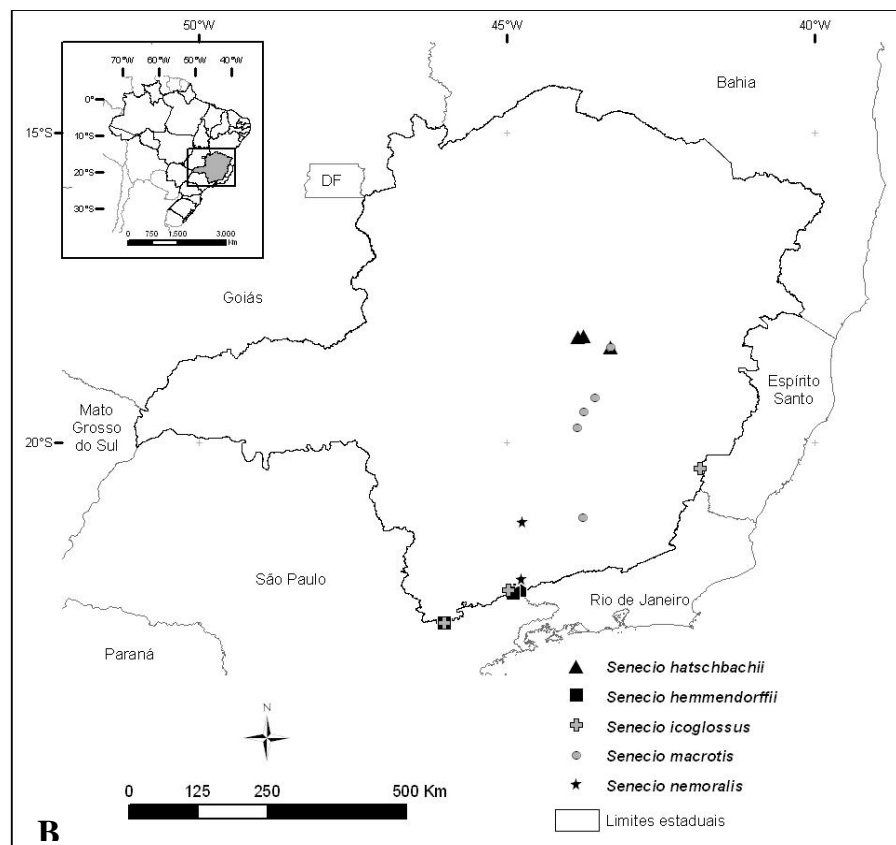 50°W 45°W 40°W
70°W 60°W 50°W 40°W
0°
10°S
20°S
30°S
0 750 1,500 3,000
Km
Bahia
15°S
DF
Goiás
Mato
Grosso
do Sul
Espírito
Santo
20°S
São Paulo
Rio de Janeiro
Paraná
Senecio hatschbachii
Senecio hemmendorffii
Senecio icoglossus
Senecio macrotis
Senecio nemoralis
Limites estaduais
N
0 125 250 500 Km
B